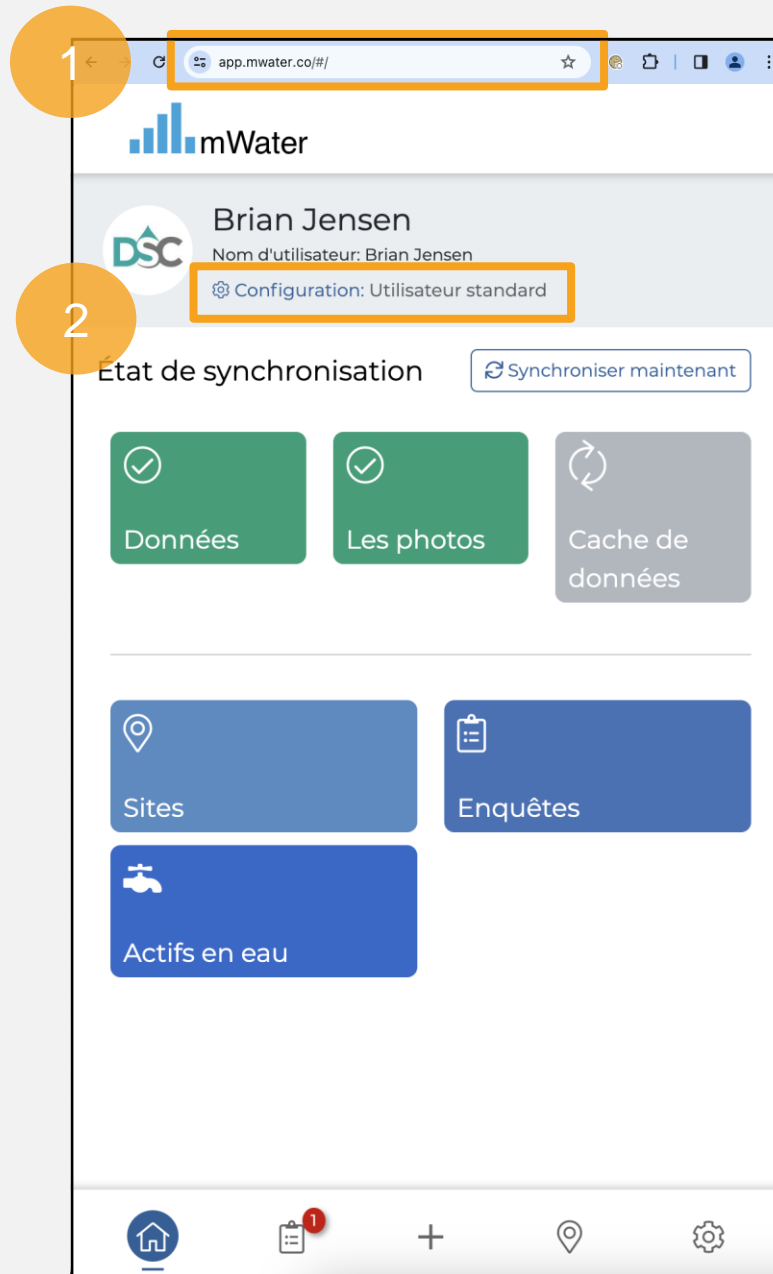 1
app.mwater.co/#/
mWater
DSC
Brian Jensen
Nom d'utilisateur: Brian Jensen
2
Configuration: Utilisateur standard
État de synchronisation
Synchroniser maintenant
Données
Les photos
Cache de
données
Sites
Enquêtes
Actifs en eau
1